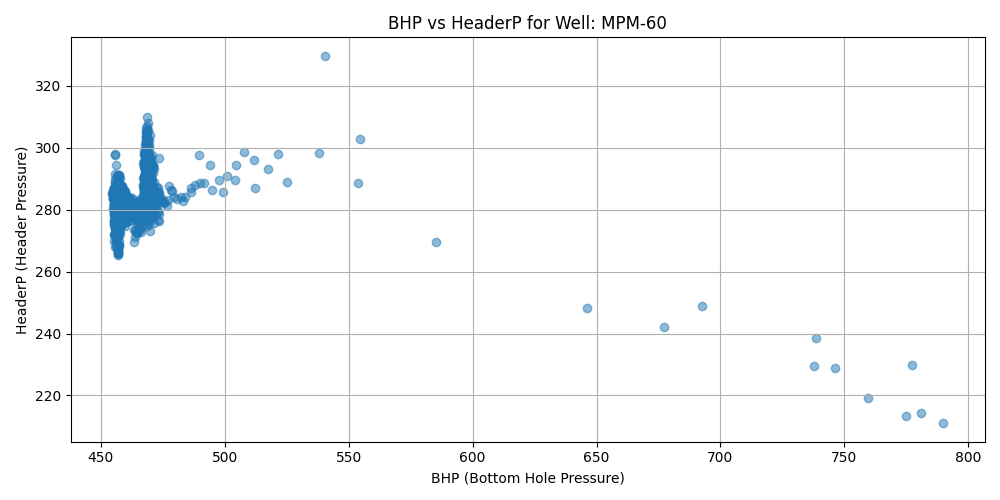 BHP vs HeaderP for Well: MPM-60
HeaderP (Header Pressure)
320
300
280
260
240
220
450 500 550 600 650 700 750 800
BHP (Bottom Hole Pressure)